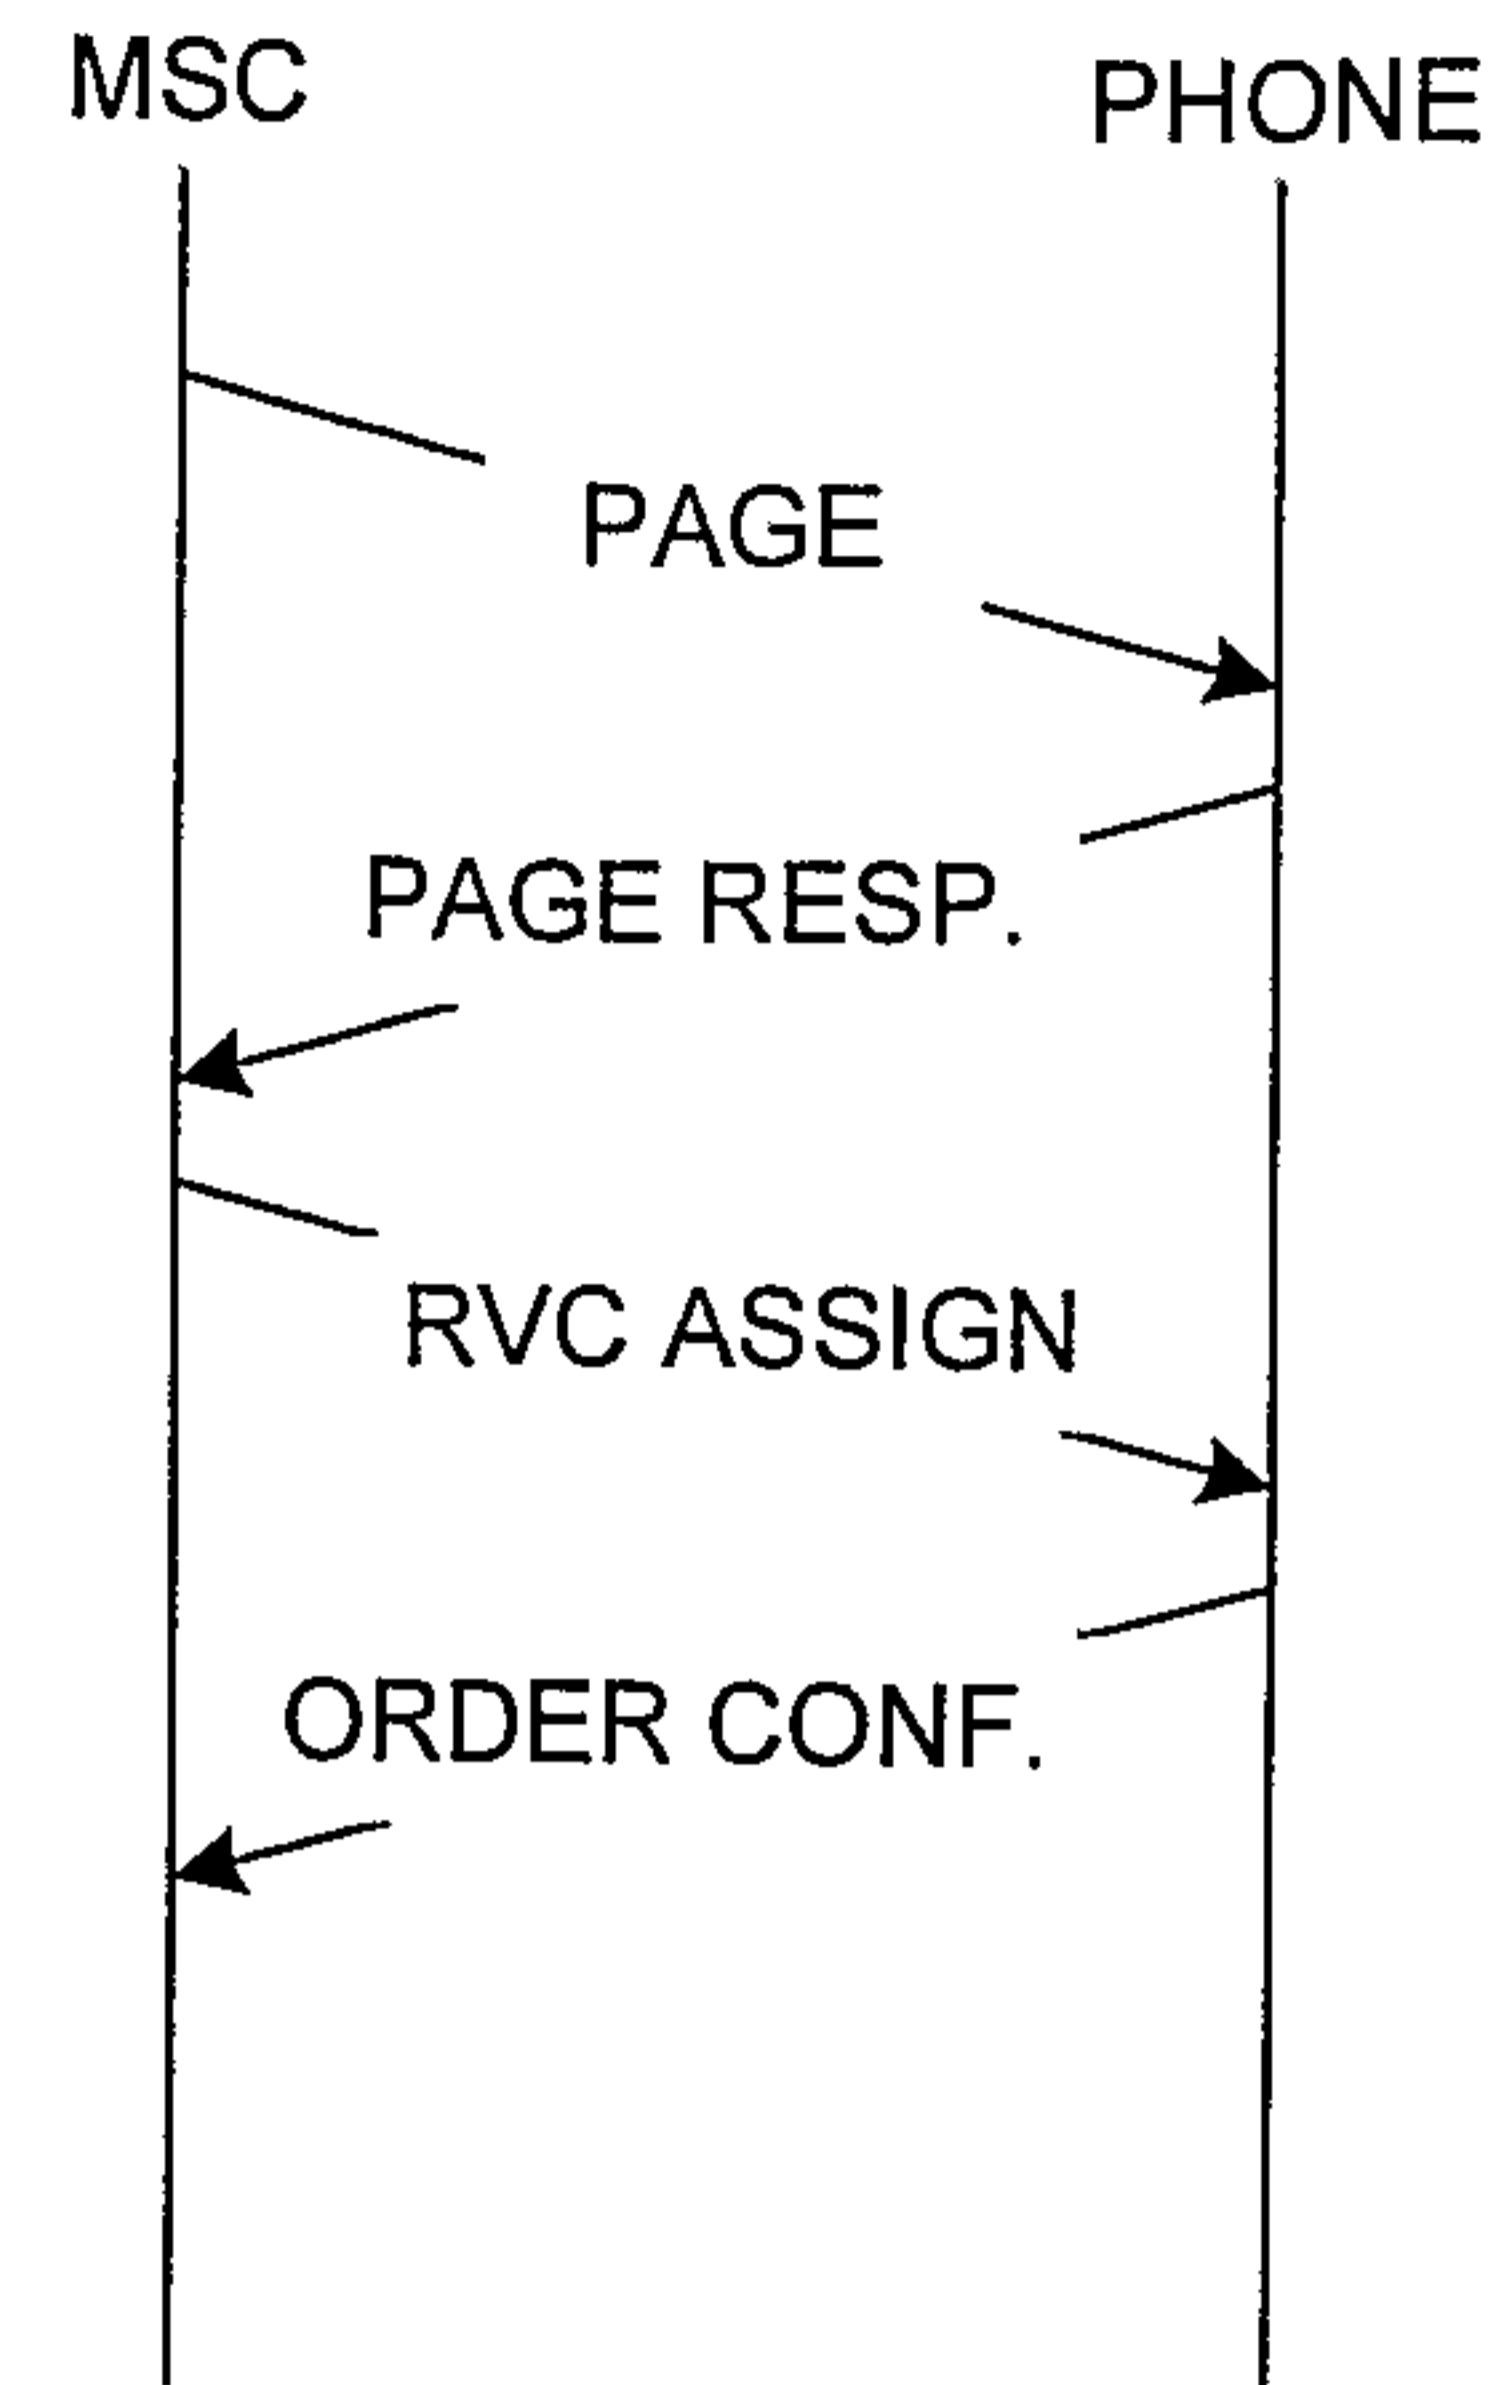 MSC
PHONE
PAGE
PAGE RESP.
RVC ASSIGN
ORDER CONF.